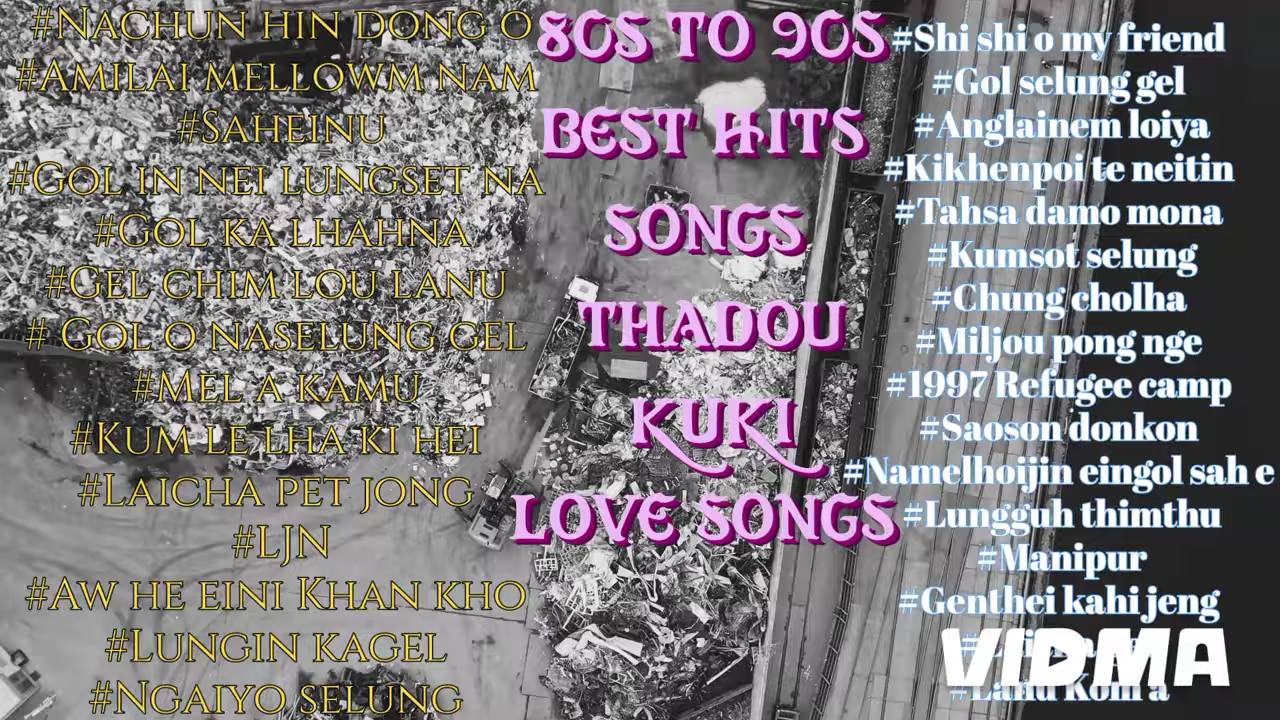 #Nachun hin dong o
#Amilai mellowm nam
#Saheinu
#Gol in nei lungset na
#Gol ka lhahna
#Gel chim lou lanu
# Gol o naselung gel
#Mel a kamu
#Kum le lha ki hei
#Laicha pet jong
#LJN
#Aw he eini Khan kho
#Lungin kagel
#Ngaiyo selung
80s to 90s
Best Hits
Songs
Thadou
Kuki
Love Songs
#Shi shi o my friend
#Gol selung gel
#Anglainem loiya
#Kikhenpoi te neitin
#Tahsa damo mona
#Kumsot selung
#Chung cholha
#Miljou pong nge
#1997 Refugee camp
#Saoson donkon
#Namelhoijin eingol sah e
#Lungguh thimthu
#Manipur
#Genthei kahi jeng
VIDMA